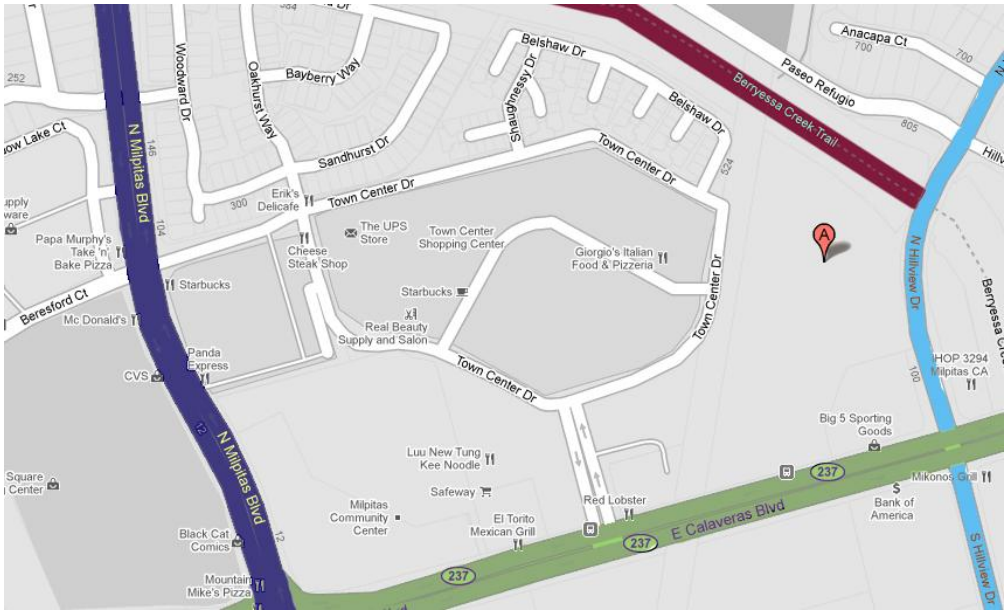 384
252
Woodward Dr
Oakhurst Way
Bayberry Way
Belshaw Dr
Shaughnessy Dr
Belshaw Dr
Berryessa Creek Trail
Paseo Refugio
805
Anacapa Ct
700
700
N Milpitas Blvd
146
Sandhurst Dr
300
104
Town Center Dr
Town Center Dr
524
Erik's
Delicafe
Papa Murphy's
Take 'n'
Bake Pizza
Cheese
Steak Shop
The UPS
Store
Town Center
Shopping Center
Giorgio's Italian
Food & Pizzeria
A
N Hillview Dr
Starbucks
Starbucks
Beresford Ct
Mc Donald's
Real Beauty
Supply and Salon
Town Center Dr
Panda
Express
CVS
Town Center Dr
IHOP 3294
Milpitas CA
100
12
N Milpitas Blvd
Big 5 Sporting
Goods
Luu New Tung
Kee Noodle
Safeway
237
Mikonos Grill
Bank of
America
Red Lobster
E Calaveras Blvd
Milpitas
Community
Center
El Torito
Mexican Grill
237
12
Black Cat
Comics
237
Mountain
Mike's Pizza
S Hillview Dr
Square